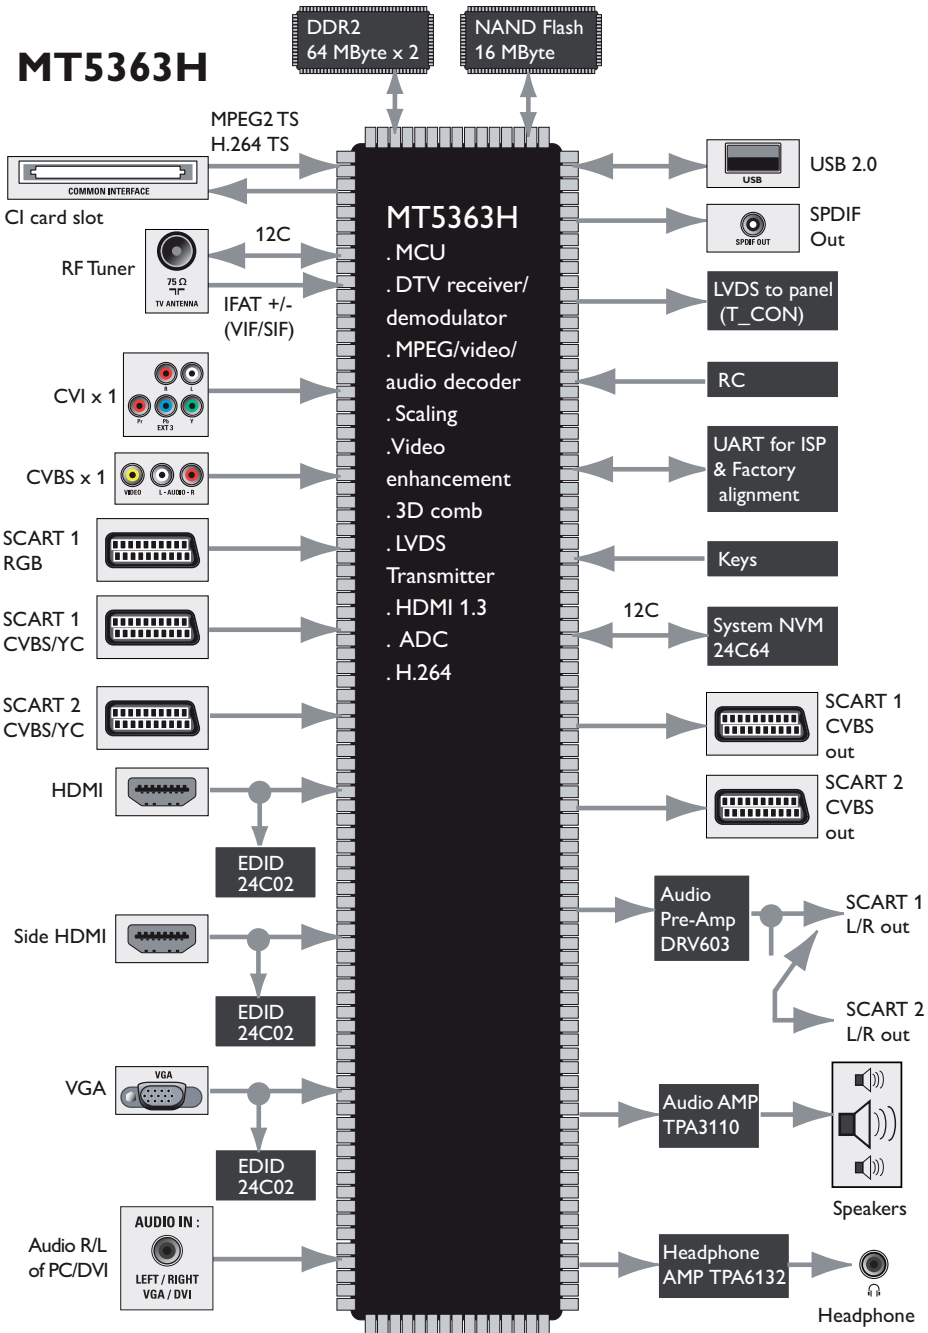 MT5363H
DDR2
64 MByte x 2
NAND Flash
16 MByte
MPEG2 TS
H.264 TS
COMMON INTERFACE
CI card slot
RF Tuner
75 Ω
TV ANTENNA
12C
IFAT +/-
(VIF/SIF)
CVI x 1
R
L
Pr
Pb
Y
EXT 3
CVBS x 1
VIDEO
L - AUDIO - R
SCART 1
RGB
SCART 1
CVBS/YC
SCART 2
CVBS/YC
HDMI
EDID
24C02
Side HDMI
EDID
24C02
VGA
VGA
EDID
24C02
Audio R/L
of PC/DVI
AUDIO IN :
LEFT / RIGHT
VGA / DVI
MT5363H
. MCU
. DTV receiver/
demodulator
. MPEG/video/
audio decoder
. Scaling
.Video
enhancement
. 3D comb
. LVDS
Transmitter
. HDMI 1.3
. ADC
. H.264
USB
USB 2.0
SPDIF OUT
SPDIF
Out
LVDS to panel
(T_CON)
RC
UART for ISP
& Factory
alignment
Keys
12C
System NVM
24C64
SCART 1
CVBS
out
SCART 2
CVBS
out
Audio
Pre-Amp
DRV603
SCART 1
L/R out
SCART 2
L/R out
Audio AMP
TPA3110
Speakers
Headphone
AMP TPA6132
Headphone